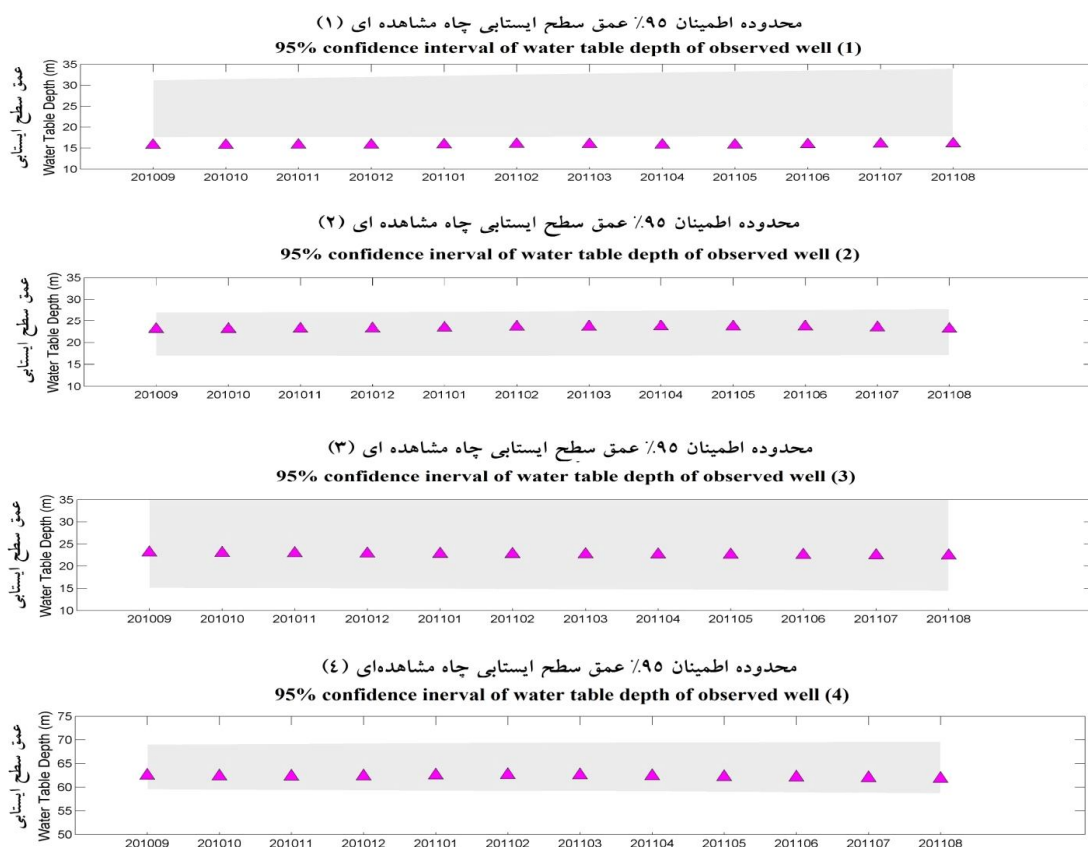 محدوده اطمینان ۹۵٪ عمق سطح ایستابی چاه مشاهده ای (۱)
95% confidence interval of water table depth of observed well (1)
عمق سطح ایستابی
Water Table Depth (m)
35
30
25
20
15
10
201009 201010 201011 201012 201101 201102 201103 201104 201105 201106 201107 201108
محدوده اطمینان ۹۵٪ عمق سطح ایستابی چاه مشاهده ای (۲)
95% confidence inerval of water table depth of observed well (2)
عمق سطح ایستابی
Water Table Depth (m)
35
30
25
20
15
10
201009 201010 201011 201012 201101 201102 201103 201104 201105 201106 201107 201108
محدوده اطمینان ۹۵٪ عمق سطح ایستابی چاه مشاهده ای (۳)
95% confidence inerval of water table depth of observed well (3)
عمق سطح ایستابی
Water Table Depth (m)
35
30
25
20
15
10
201009 201010 201011 201012 201101 201102 201103 201104 201105 201106 201107 201108
محدوده اطمینان ۹۵٪ عمق سطح ایستابی چاه مشاهده‌ای (٤)
95% confidence inerval of water table depth of observed well (4)
عمق سطح ایستابی
Water Table Depth (m)
75
70
65
60
55
50
201009 201010 201011 201012 201101 201102 201103 201104 201105 201106 201107 201108